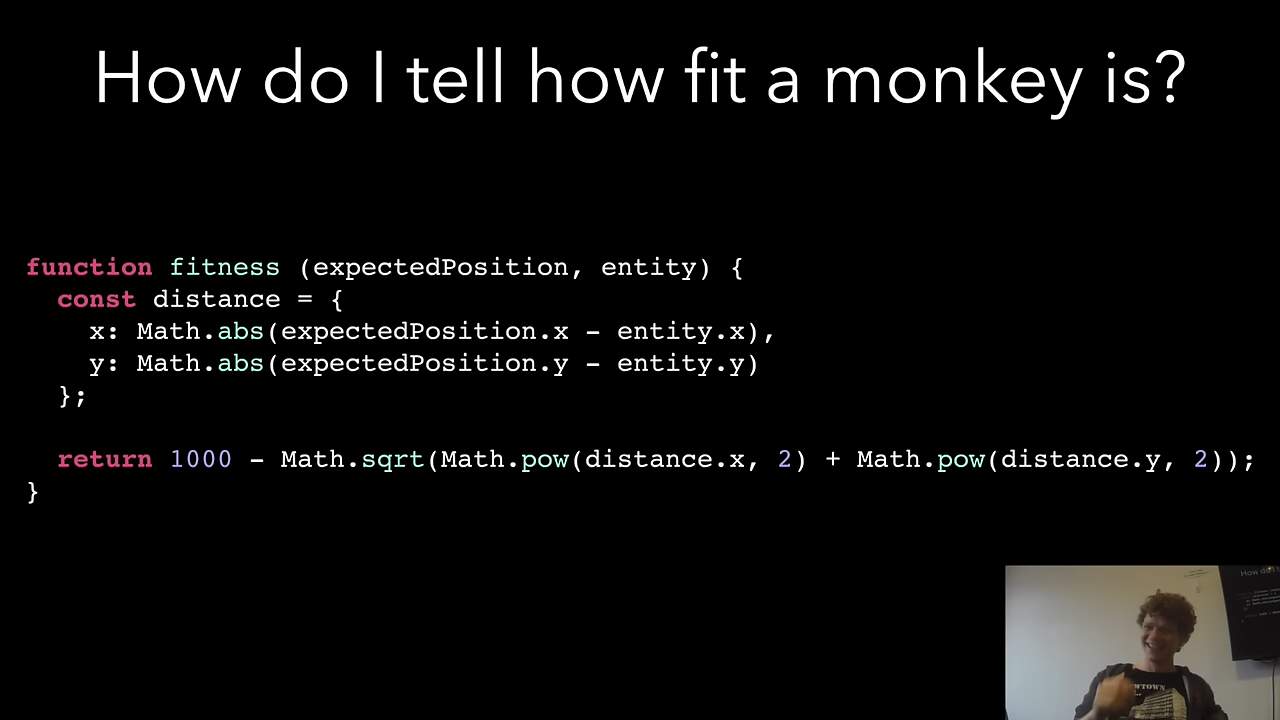 How do I tell how fit a monkey is?
function fitness (expectedPosition, entity) {
  const distance = {
    x: Math.abs(expectedPosition.x - entity.x),
    y: Math.abs(expectedPosition.y - entity.y)
  };
  return 1000 - Math.sqrt(Math.pow(distance.x, 2) + Math.pow(distance.y, 2));
}